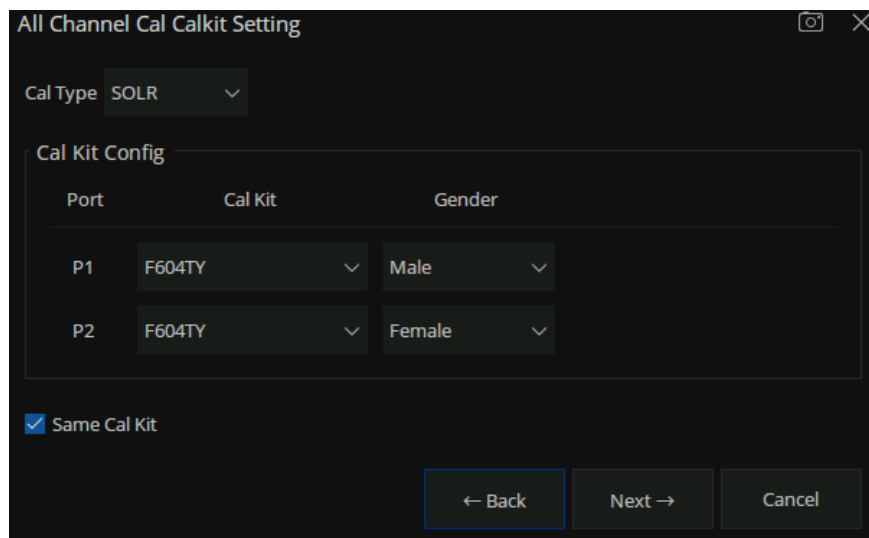 All Channel Cal Calkit Setting
Cal Type SOLR
Cal Kit Config
Port Cal Kit Gender
P1 F604TY Male
P2 F604TY Female
Same Cal Kit
← Back Next → Cancel